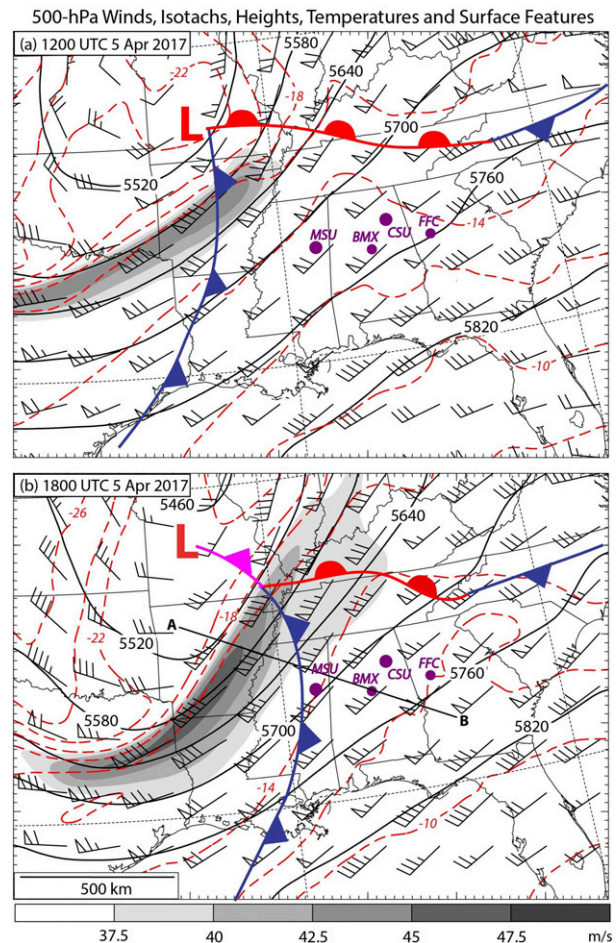 500-hPa Winds, Isotachs, Heights, Temperatures and Surface Features
(a) 1200 UTC 5 Apr 2017
5580
-22
5640
-18
L
5700
5520
5760
-14
MSU
BMX
CSU
FFC
5820
-10
(b) 1800 UTC 5 Apr 2017
-26
5460
5640
L
-18
A
5520
-22
MSU
BMX
CSU
FFC
5760
B
5580
5700
5820
-14
-10
500 km
37.5 40 42.5 45 47.5 m/s